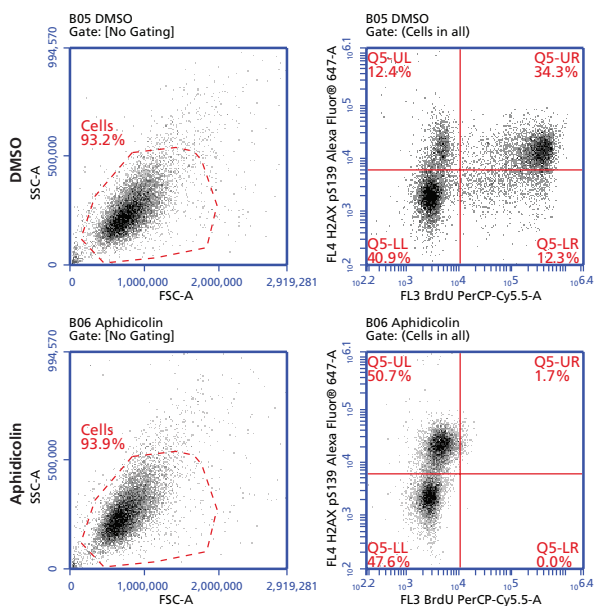 B05 DMSO
Gate: [No Gating]
994,570
500,000
0
SSC-A
DMSO
Cells
93.2%
0
1,000,000
2,000,000
2,919,281
FSC-A
B05 DMSO
Gate: (Cells in all)
FL4 H2AX pS139 Alexa Fluor® 647-A
10^6.1
10^5
10^4
10^3
10^2
Q5-UL
12.4%
Q5-UR
34.3%
Q5-LL
40.9%
Q5-LR
12.3%
10^2.2
10^3
10^4
10^5
10^6.4
FL3 BrdU PerCP-Cy5.5-A
B06 Aphidicolin
Gate: [No Gating]
994,570
500,000
0
SSC-A
Aphidicolin
Cells
93.9%
0
1,000,000
2,000,000
2,919,281
FSC-A
B06 Aphidicolin
Gate: (Cells in all)
FL4 H2AX pS139 Alexa Fluor® 647-A
10^6.1
10^5
10^4
10^3
10^2
Q5-UL
50.7%
Q5-UR
1.7%
Q5-LL
47.6%
Q5-LR
0.0%
10^2.2
10^3
10^4
10^5
10^6.4
FL3 BrdU PerCP-Cy5.5-A